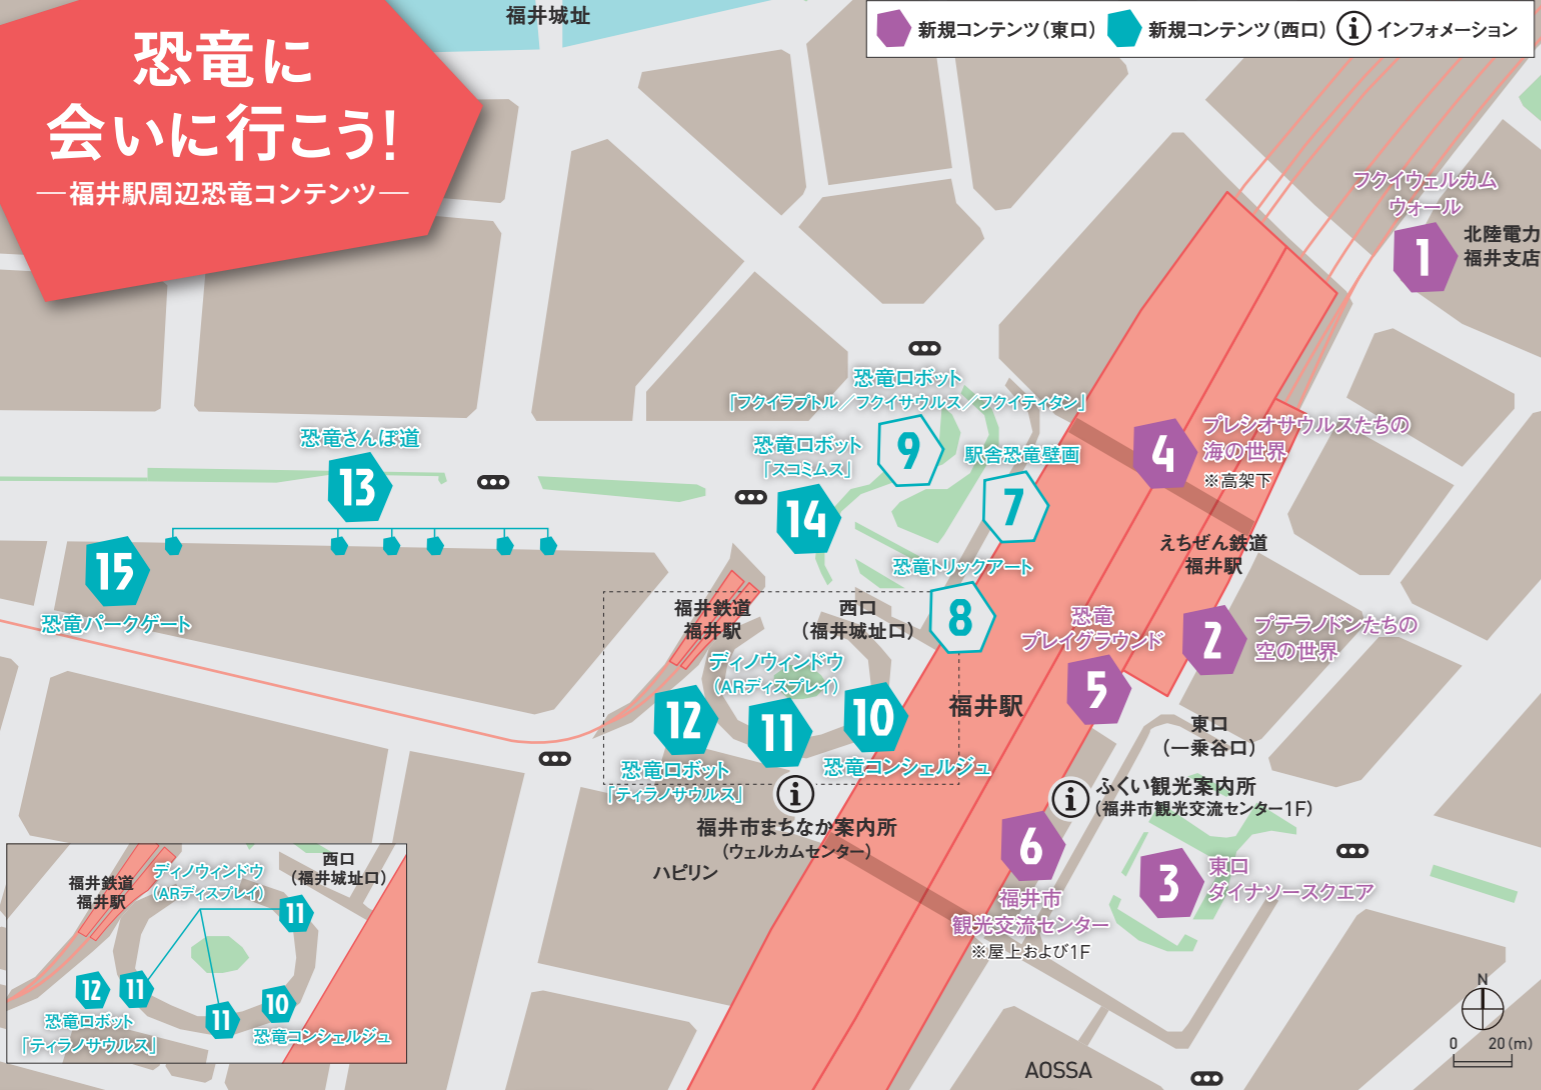 福井城址
新規コンテンツ（東口）
新規コンテンツ（西口）
i インフォメーション
恐竜に
会いに行こう!
―福井駅周辺恐竜コンテンツ―
フクイウェルカム
ウォール
1
北陸電力
福井支店
恐竜ロボット
「フクイラプトル／フクイサウルス／フクイティタン」
9
恐竜ロボット
「スコミムス」
14
駅舎恐竜壁画
7
プレシオサウルスたちの
海の世界
※高架下
4
恐竜さんぽ道
13
15
恐竜パークゲート
えちぜん鉄道
福井駅
恐竜トリックアート
8
福井鉄道
福井駅
西口
（福井城址口）
恐竜
プレイグラウンド
5
2
プテラノドンたちの
空の世界
ディノウィンドウ
（ARディスプレイ）
12
11
10
福井駅
恐竜ロボット
「ティラノサウルス」
恐竜コンシェルジュ
東口
（一乗谷口）
i
福井市まちなか案内所
（ウェルカムセンター）
ハピリン
i
ふくい観光案内所
（福井市観光交流センター1F）
6
福井市
観光交流センター
※屋上および1F
3
東口
ダイナソースクエア
福井鉄道
福井駅
ディノウィンドウ
（ARディスプレイ）
西口
（福井城址口）
11
12
11
11
10
恐竜ロボット
「ティラノサウルス」
恐竜コンシェルジュ
AOSSA
N
0 20(m)